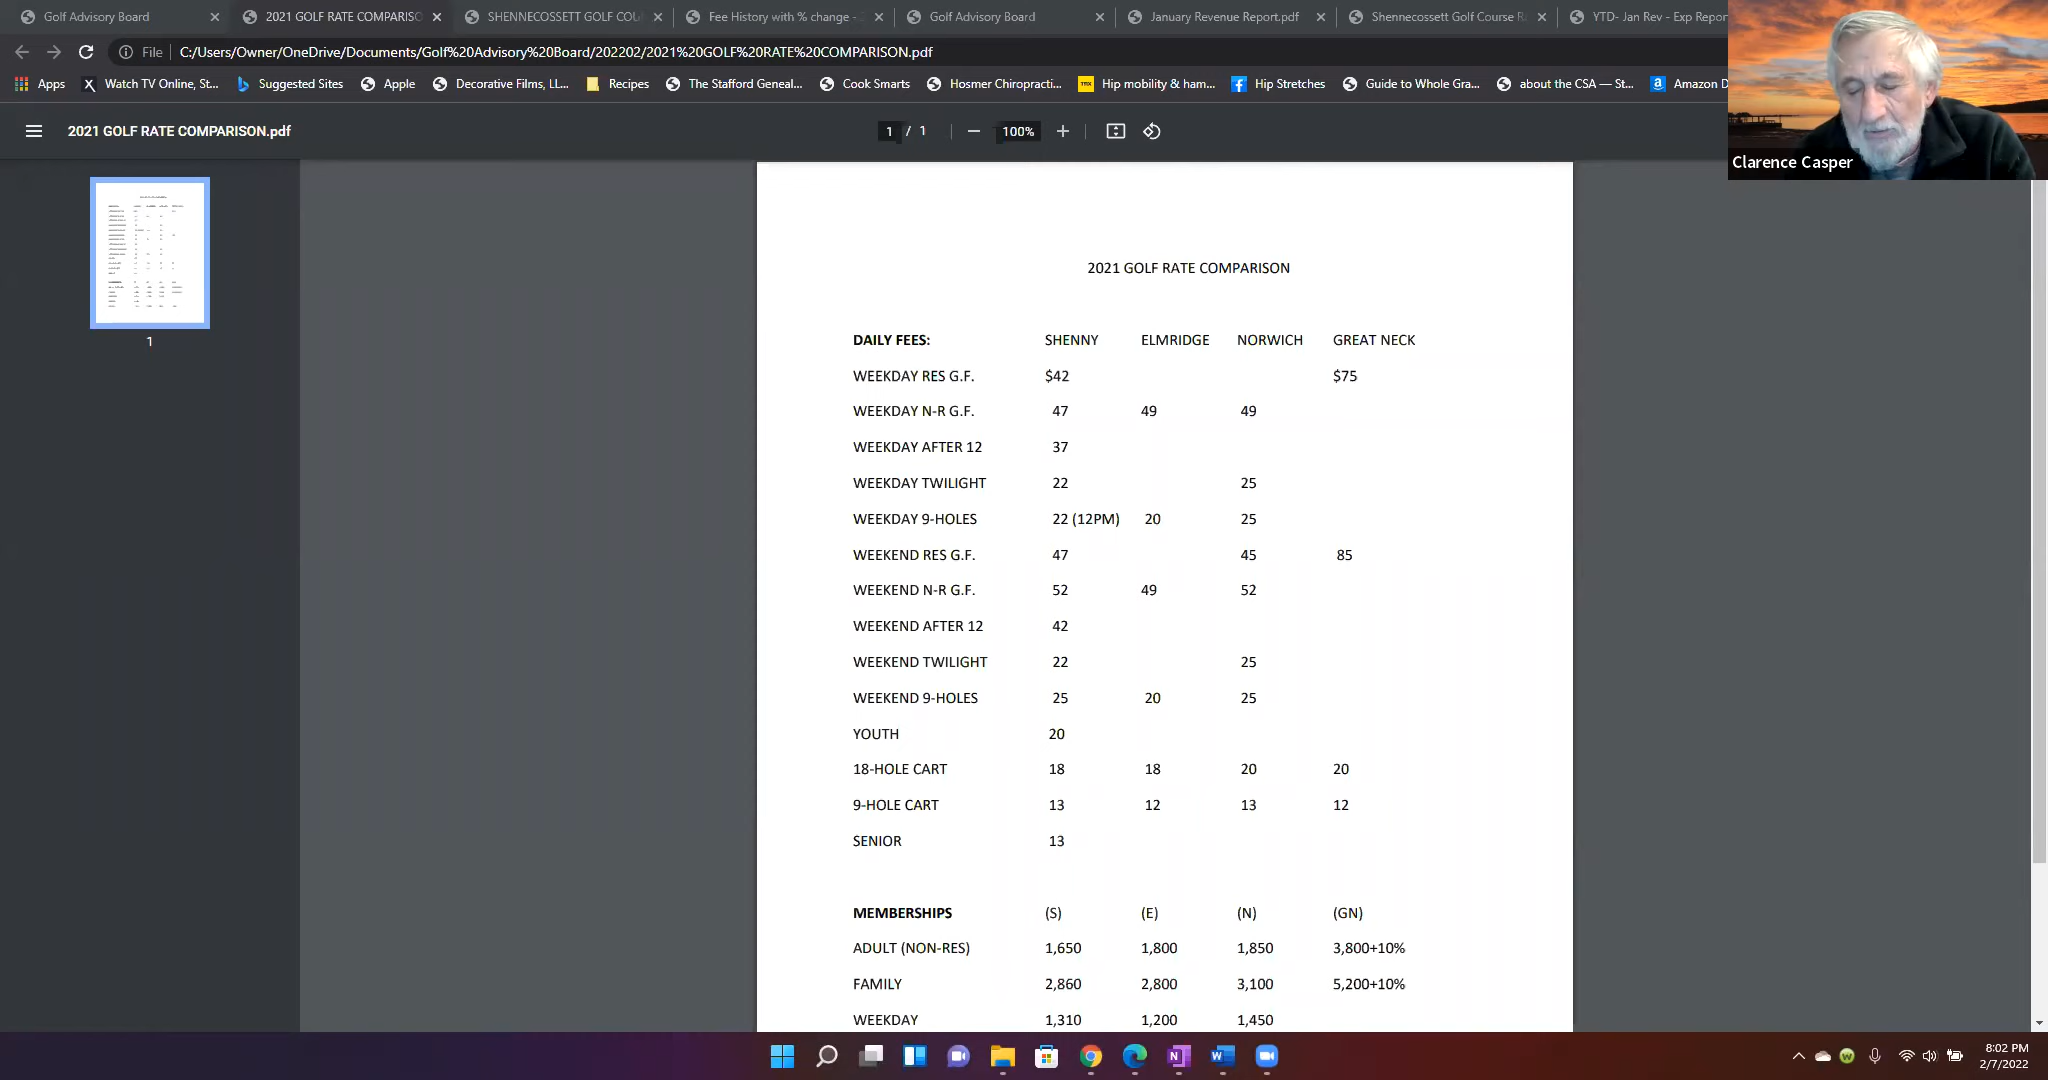 Golf Advisory Board
2021 GOLF RATE COMPARISO
SHENNECOSSETT GOLF COU
Fee History with % change -
Golf Advisory Board
January Revenue Report.pdf
Shennecossett Golf Course R
YTD- Jan Rev - Exp Repor
File C:/Users/Owner/OneDrive/Documents/Golf%20Advisory%20Board/202202/2021%20GOLF%20RATE%20COMPARISON.pdf
Apps Watch TV Online, St... Suggested Sites Apple Decorative Films, LL... Recipes The Stafford Geneal... Cook Smarts Hosmer Chiropracti... Hip mobility & ham... Hip Stretches Guide to Whole Gra... about the CSA — St... Amazon D
2021 GOLF RATE COMPARISON.pdf 1 / 1 100%
Clarence Casper
1
2021 GOLF RATE COMPARISON
DAILY FEES: SHENNY ELMRIDGE NORWICH GREAT NECK
WEEKDAY RES G.F. $42 $75
WEEKDAY N-R G.F. 47 49 49
WEEKDAY AFTER 12 37
WEEKDAY TWILIGHT 22 25
WEEKDAY 9-HOLES 22 (12PM) 20 25
WEEKEND RES G.F. 47 45 85
WEEKEND N-R G.F. 52 49 52
WEEKEND AFTER 12 42
WEEKEND TWILIGHT 22 25
WEEKEND 9-HOLES 25 20 25
YOUTH 20
18-HOLE CART 18 18 20 20
9-HOLE CART 13 12 13 12
SENIOR 13
MEMBERSHIPS (S) (E) (N) (GN)
ADULT (NON-RES) 1,650 1,800 1,850 3,800+10%
FAMILY 2,860 2,800 3,100 5,200+10%
WEEKDAY 1,310 1,200 1,450
8:02 PM
2/7/2022